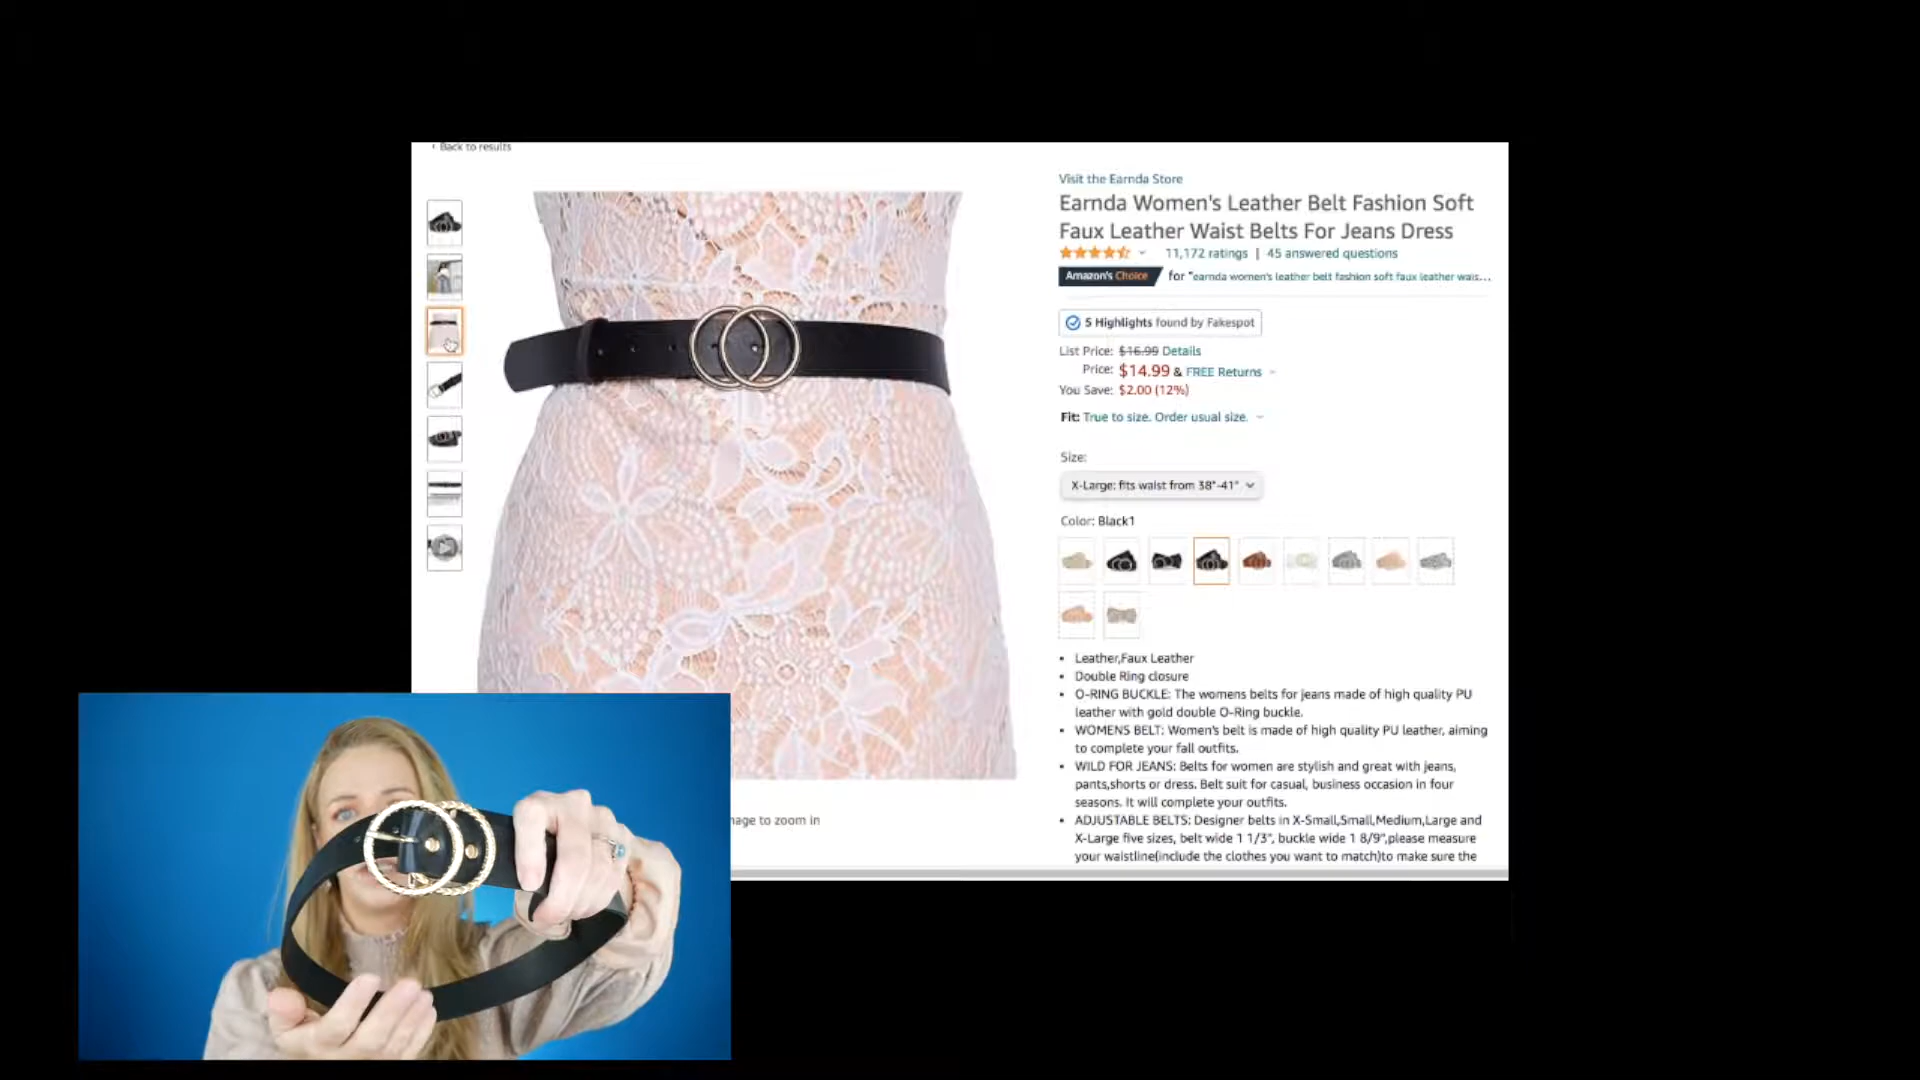 ‹ Back to results
Visit the Earnda Store
Earnda Women's Leather Belt Fashion Soft
Faux Leather Waist Belts For Jeans Dress
11,172 ratings | 45 answered questions
Amazon's Choice for "earnda women's leather belt fashion soft faux leather wais...
5 Highlights found by Fakespot
List Price: $16.99 Details
Price: $14.99 & FREE Returns
You Save: $2.00 (12%)
Fit: True to size. Order usual size.
Size:
X-Large: fits waist from 38"-41"
Color: Black1
• Leather,Faux Leather
• Double Ring closure
• O-RING BUCKLE: The womens belts for jeans made of high quality PU
leather with gold double O-Ring buckle.
• WOMENS BELT: Women's belt is made of high quality PU leather, aiming
to complete your fall outfits.
• WILD FOR JEANS: Belts for women are stylish and great with jeans,
pants,shorts or dress. Belt suit for casual, business occasion in four
seasons. It will complete your outfits.
• ADJUSTABLE BELTS: Designer belts in X-Small,Small,Medium,Large and
X-Large five sizes, belt wide 1 1/3", buckle wide 1 8/9",please measure
your waistline(include the clothes you want to match)to make sure the
to zoom in